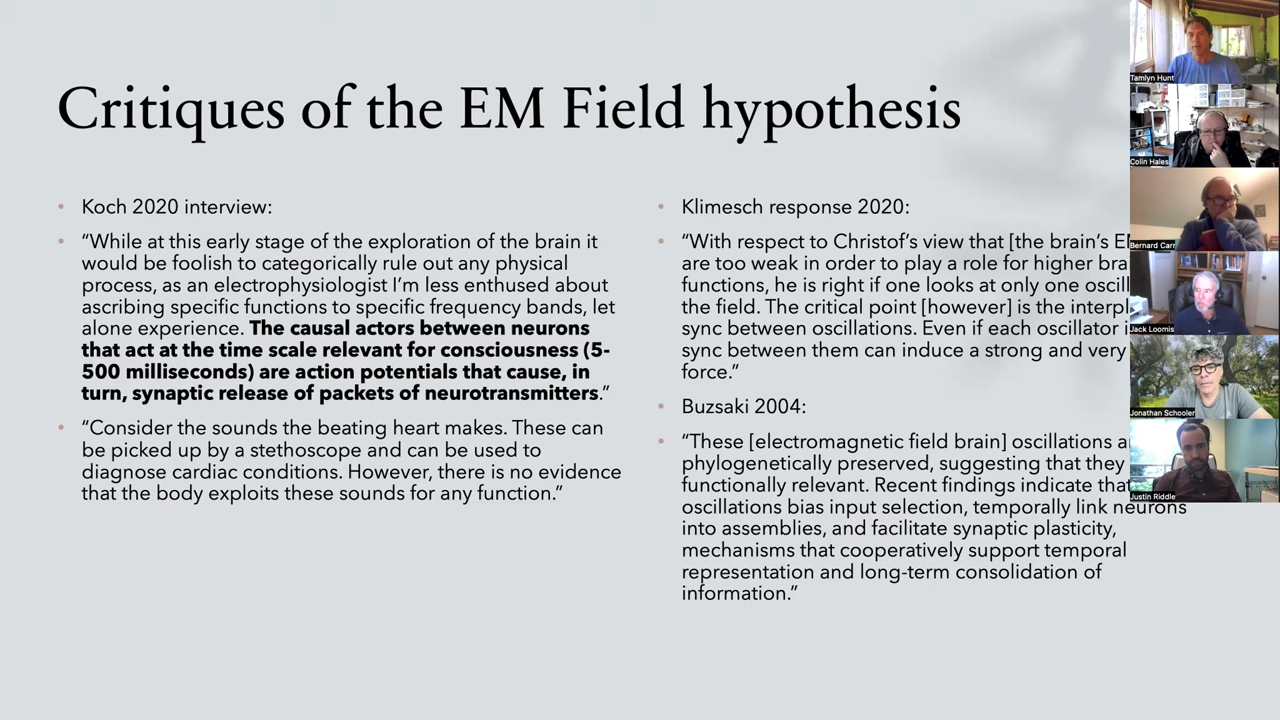 Critiques of the EM Field hypothesis
• Koch 2020 interview:
• “While at this early stage of the exploration of the brain it
would be foolish to categorically rule out any physical
process, as an electrophysiologist I’m less enthused about
ascribing specific functions to specific frequency bands, let
alone experience. The causal actors between neurons
that act at the time scale relevant for consciousness (5-
500 milliseconds) are action potentials that cause, in
turn, synaptic release of packets of neurotransmitters.”
• “Consider the sounds the beating heart makes. These can
be picked up by a stethoscope and can be used to
diagnose cardiac conditions. However, there is no evidence
that the body exploits these sounds for any function.”
• Klimesch response 2020:
• “With respect to Christof’s view that [the brain’s
are too weak in order to play a role for higher
functions, he is right if one looks at only one
the field. The critical point [however] is the
sync between oscillations. Even if each oscillator
sync between them can induce a strong and very
force.”
• Buzsaki 2004:
• “These [electromagnetic field brain] oscillations
phylogenetically preserved, suggesting that they
functionally relevant. Recent findings indicate that
oscillations bias input selection, temporally link neurons
into assemblies, and facilitate synaptic plasticity,
mechanisms that cooperatively support temporal
representation and long-term consolidation of
information.”
Tamlyn Hunt
Colin Hales
Bernard Carr
Jack Loomis
Jonathan Schooler
Justin Riddle